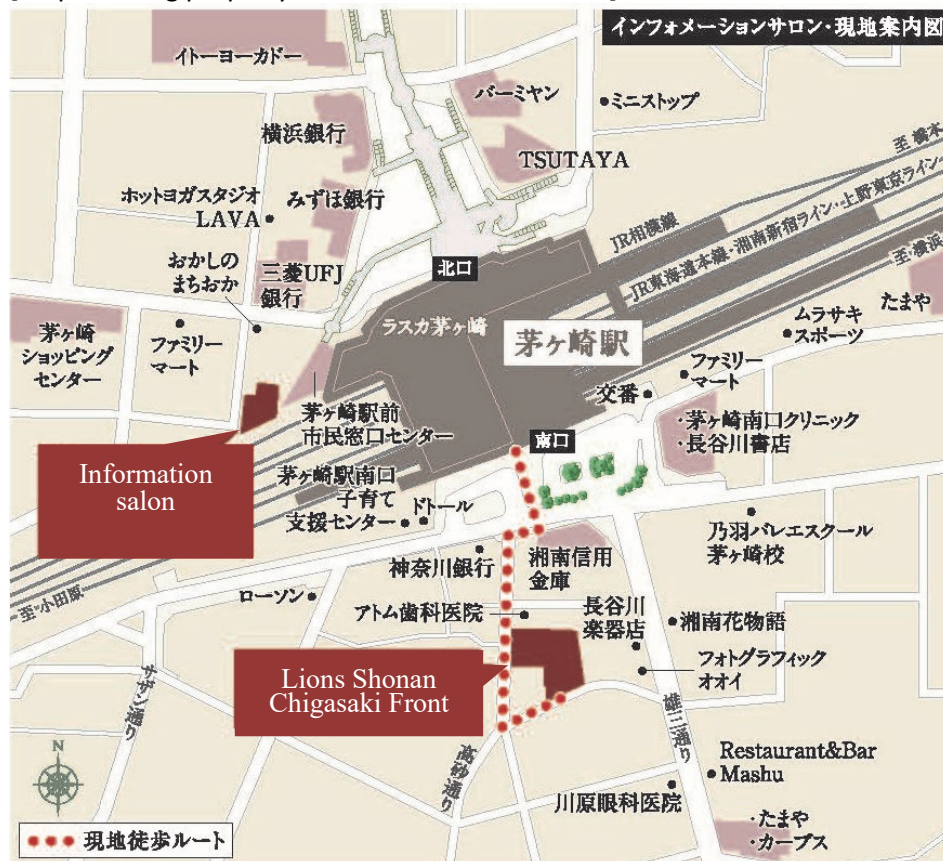 インフォメーションサロン・現地案内図
イトーヨーカドー
バーミヤン
ミニストップ
横浜銀行
TSUTAYA
至 橋本
ホットヨガスタジオ
LAVA
みずほ銀行
JR相模線
JR東海道本線・湘南新宿ライン・上野東京ライン
至・横浜
おかしの
まちおか
三菱UFJ
銀行
北口
ラスカ茅ヶ崎
茅ヶ崎駅
たまや
ムラサキ
スポーツ
茅ヶ崎
ショッピング
センター
ファミリー
マート
ファミリー
マート
交番
茅ヶ崎駅前
市民窓口センター
南口
・茅ヶ崎南口クリニック
・長谷川書店
Information
salon
茅ヶ崎駅南口
子育て
支援センター
ドトール
乃羽バレエスクール
茅ヶ崎校
神奈川銀行
湘南信用
金庫
至・小田原
ローソン
アトム歯科医院
長谷川
楽器店
湘南花物語
フォトグラフィック
オオイ
Lions Shonan
Chigasaki Front
サザン通り
雄三通り
高砂通り
Restaurant&Bar
Mashu
川原眼科医院
N
・たまや
・カーブス
現地徒歩ルート